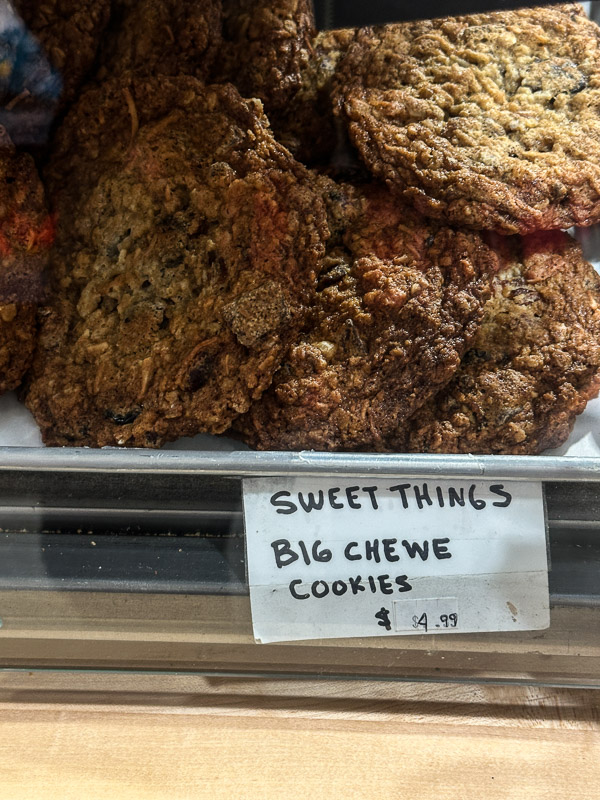 SWEET THINGS
BIG CHEWE
COOKIES
$ $4.99